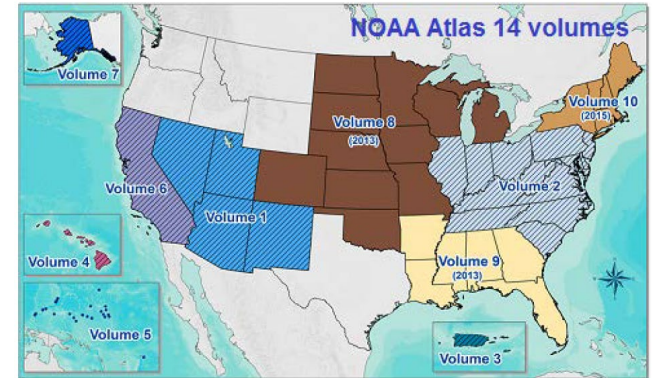 NOAA Atlas 14 volumes
Volume 7
Volume 10
(2015)
Volume 8
(2013)
Volume 6
Volume 2
Volume 1
Volume 4
Volume 9
(2013)
Volume 5
Volume 3